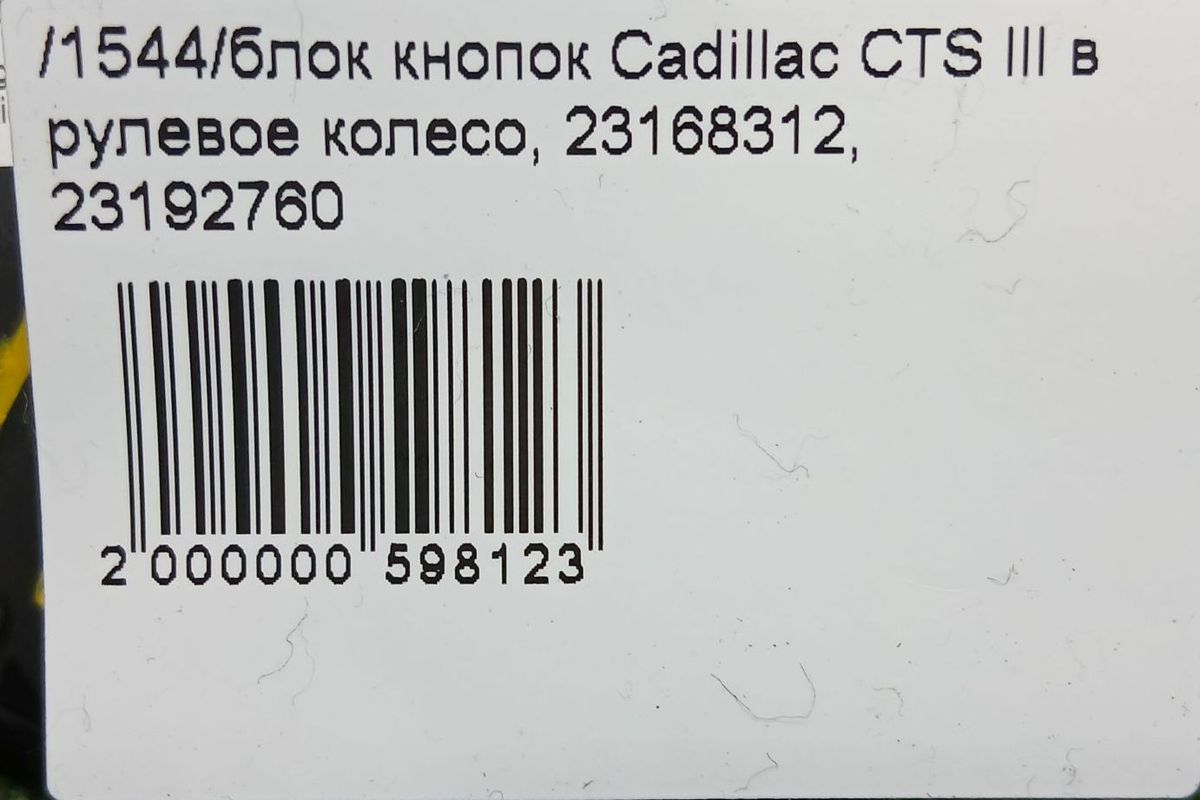 /1544/блок кнопок Cadillac CTS III в
рулевое колесо, 23168312,
23192760
2 000000 598123